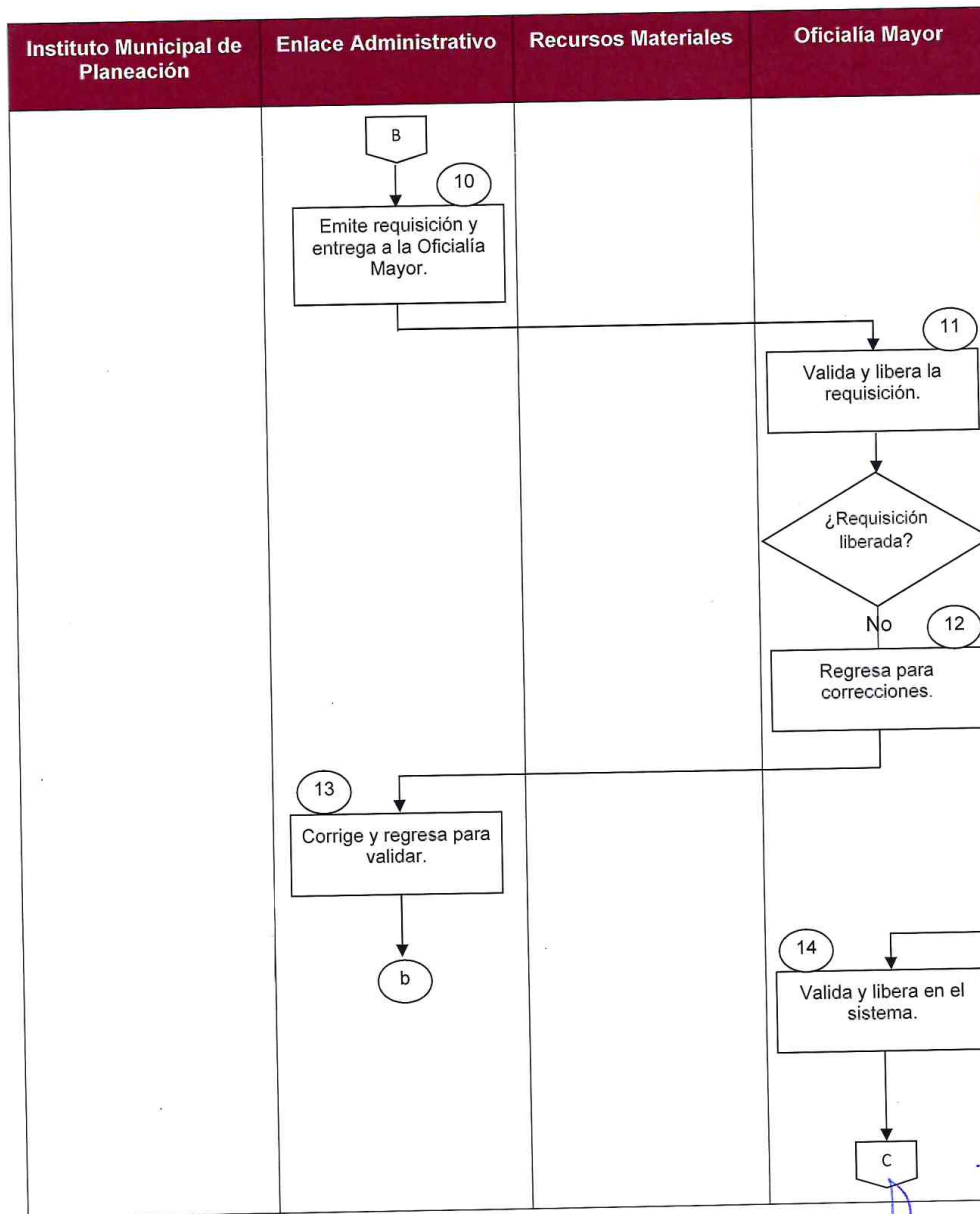 Instituto Municipal de
Planeación
Enlace Administrativo
Recursos Materiales
Oficialía Mayor
B
10
Emite requisición y
entrega a la Oficialía
Mayor.
11
Valida y libera la
requisición.
¿Requisición
liberada?
No
12
Regresa para
correcciones.
13
Corrige y regresa para
validar.
b
14
Valida y libera en el
sistema.
C